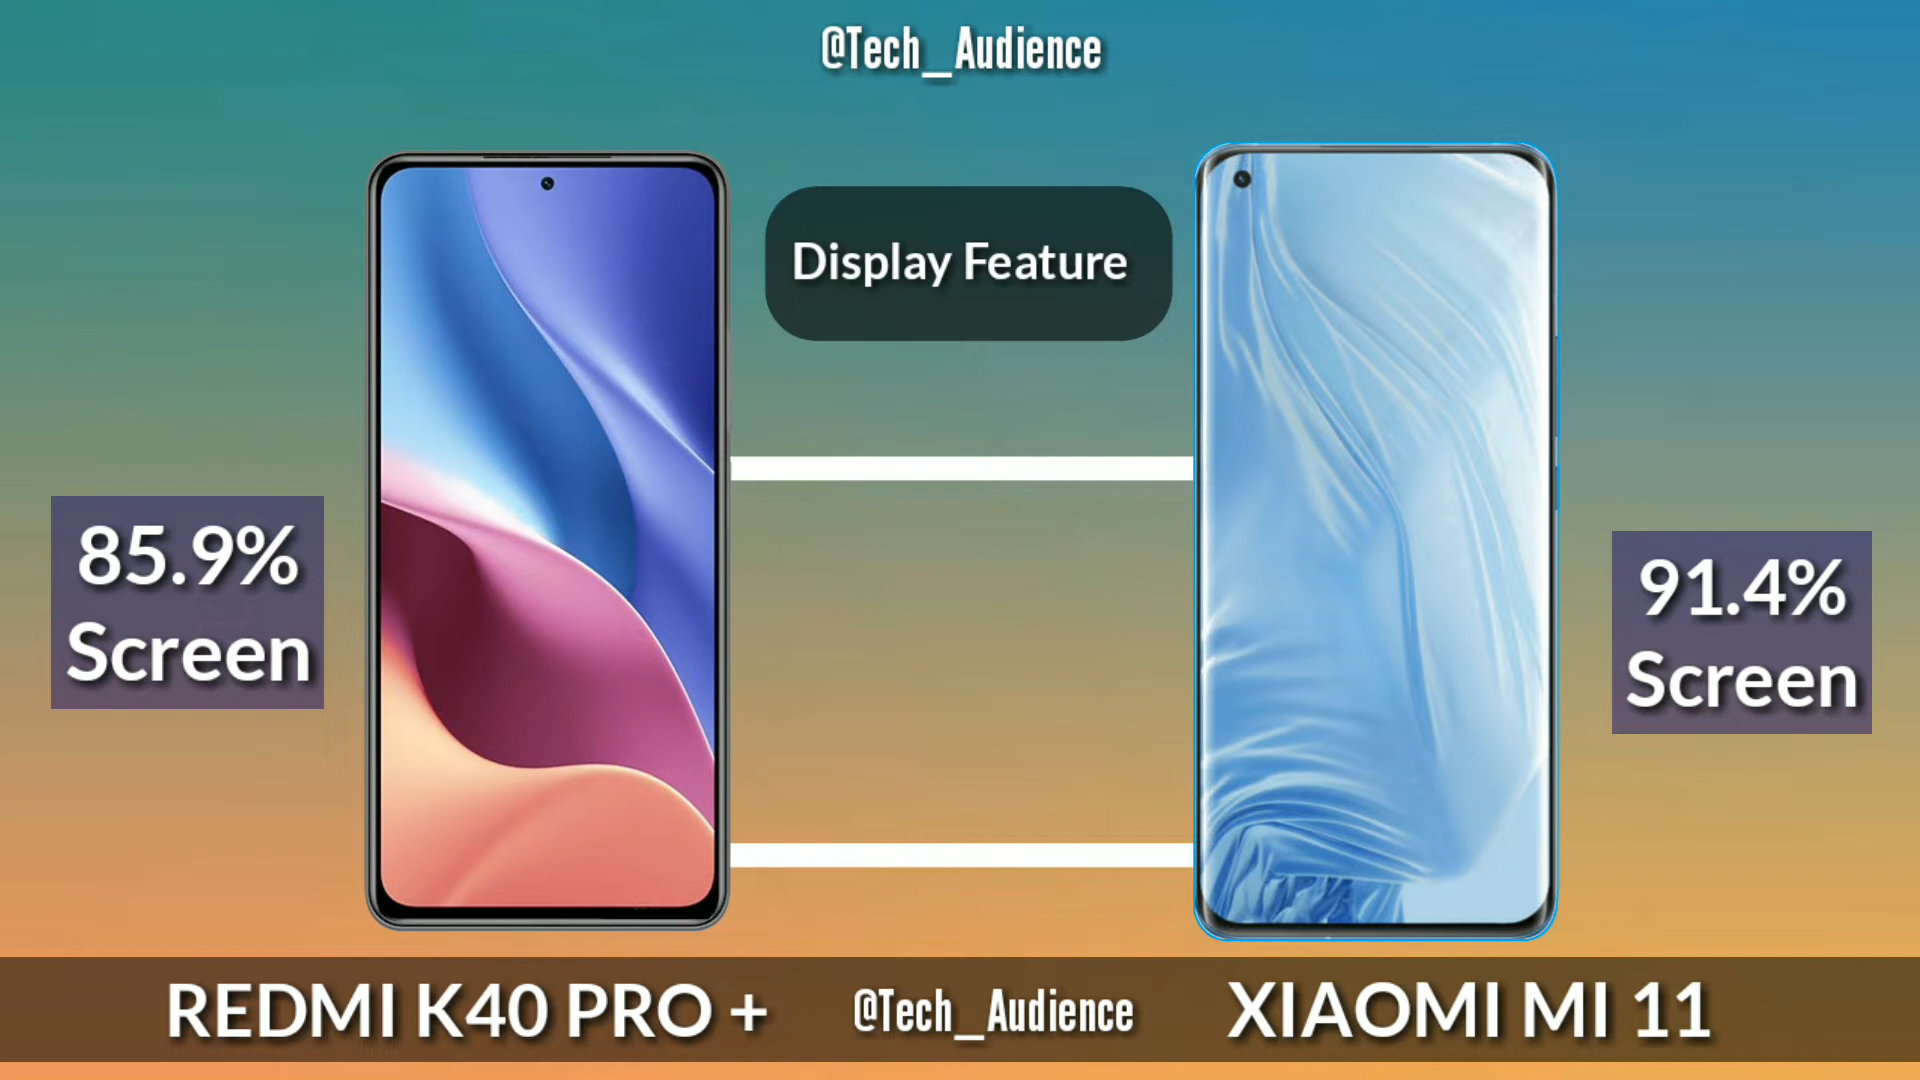 @Tech_Audience
Display Feature
85.9%
Screen
91.4%
Screen
REDMI K40 PRO +
@Tech_Audience
XIAOMI MI 11